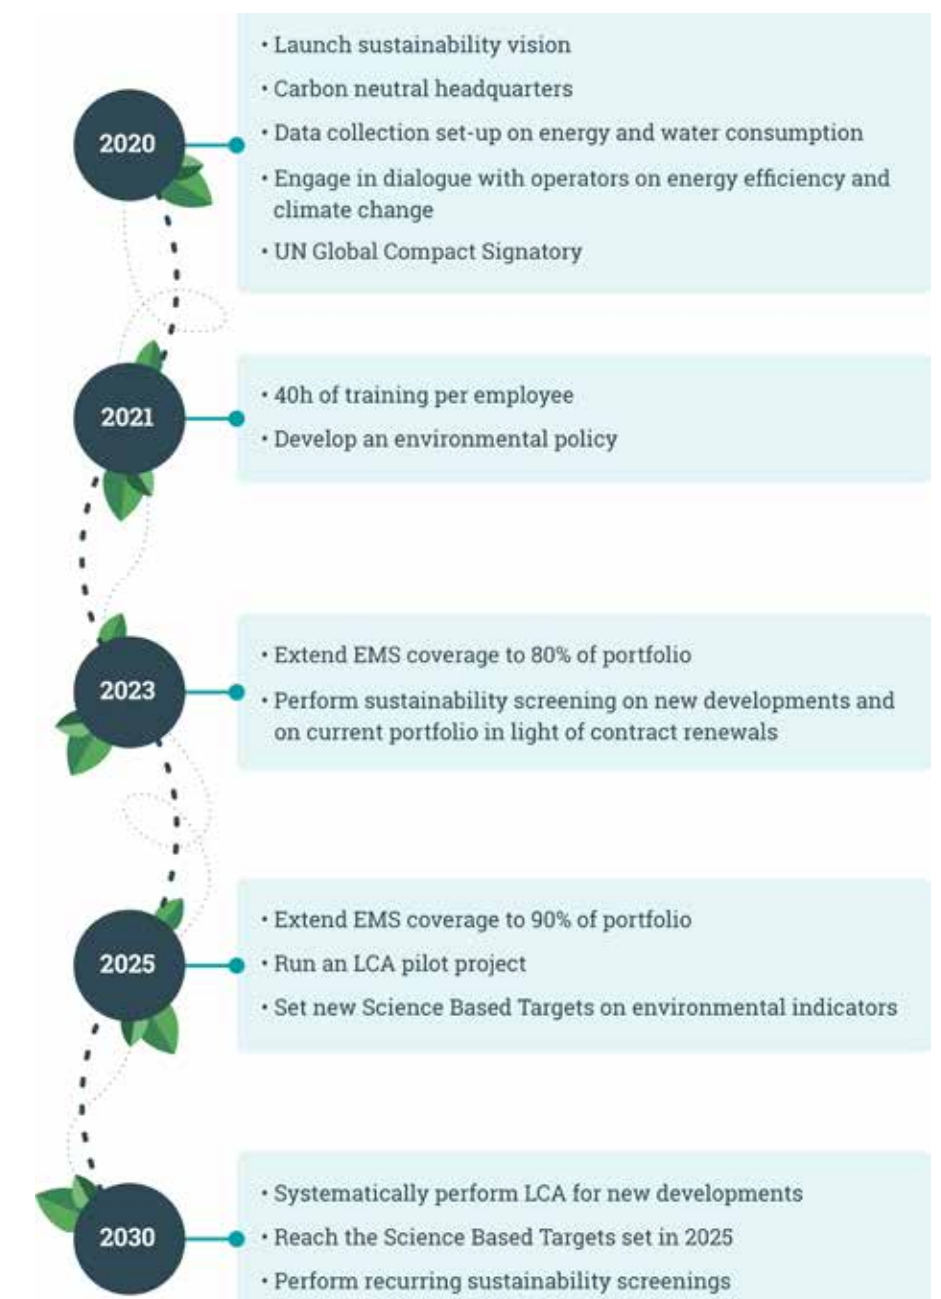 • Launch sustainability vision
• Carbon neutral headquarters
2020
• Data collection set-up on energy and water consumption
• Engage in dialogue with operators on energy efficiency and
climate change
• UN Global Compact Signatory
2021
• 40h of training per employee
• Develop an environmental policy
2023
• Extend EMS coverage to 80% of portfolio
• Perform sustainability screening on new developments and
on current portfolio in light of contract renewals
2025
• Extend EMS coverage to 90% of portfolio
• Run an LCA pilot project
• Set new Science Based Targets on environmental indicators
2030
• Systematically perform LCA for new developments
• Reach the Science Based Targets set in 2025
• Perform recurring sustainability screenings